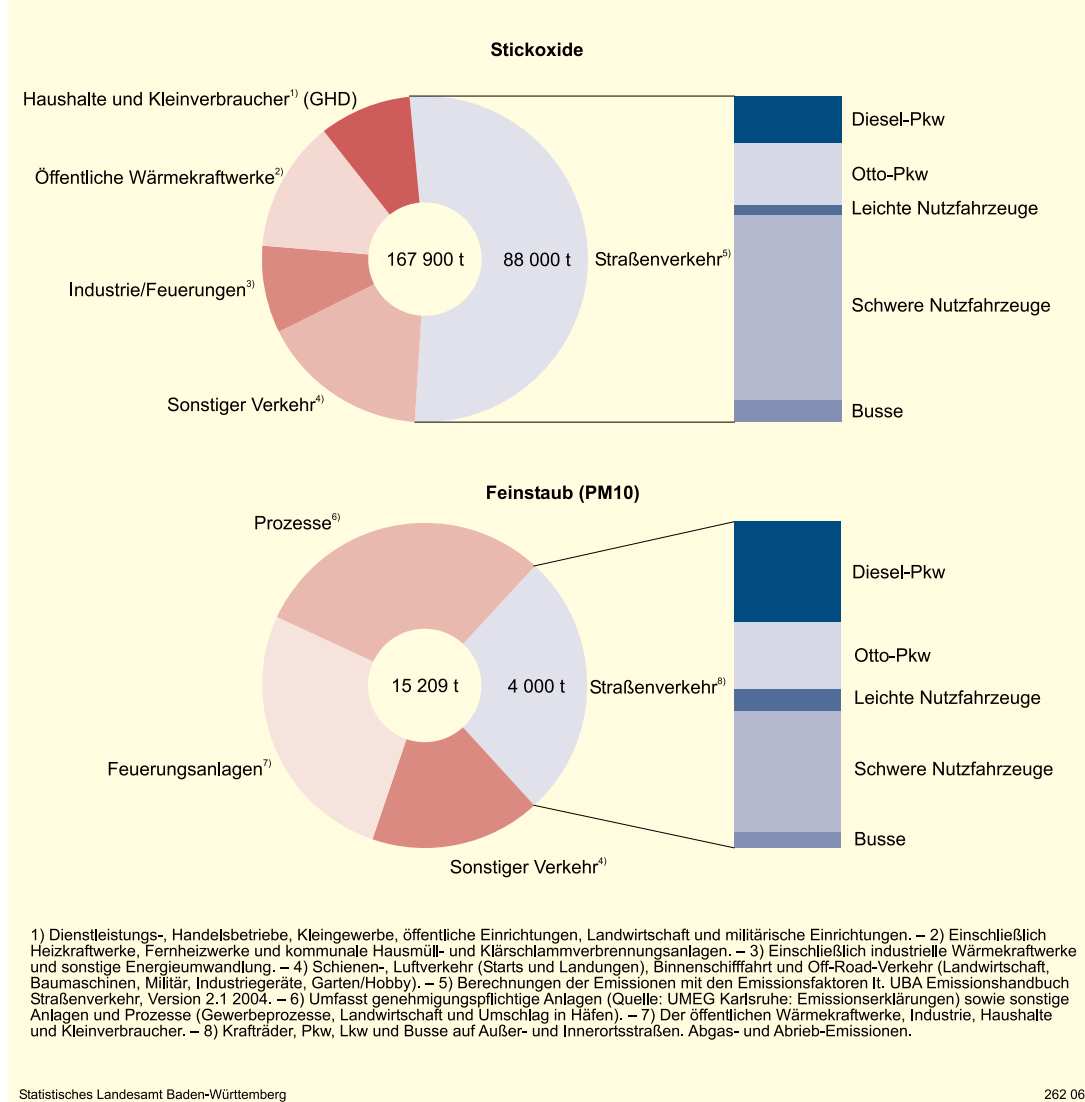 Stickoxide
Haushalte und Kleinverbraucher1) (GHD)
Öffentliche Wärmekraftwerke2)
Industrie/Feuerungen3)
Sonstiger Verkehr4)
167 900 t
88 000 t
Straßenverkehr5)
Diesel-Pkw
Otto-Pkw
Leichte Nutzfahrzeuge
Schwere Nutzfahrzeuge
Busse
Feinstaub (PM10)
Prozesse6)
Feuerungsanlagen7)
Sonstiger Verkehr4)
15 209 t
4 000 t
Straßenverkehr8)
Diesel-Pkw
Otto-Pkw
Leichte Nutzfahrzeuge
Schwere Nutzfahrzeuge
Busse
1) Dienstleistungs-, Handelsbetriebe, Kleingewerbe, öffentliche Einrichtungen, Landwirtschaft und militärische Einrichtungen. – 2) Einschließlich
Heizkraftwerke, Fernheizwerke und kommunale Hausmüll- und Klärschlammverbrennungsanlagen. – 3) Einschließlich industrielle Wärmekraftwerke
und sonstige Energieumwandlung. – 4) Schienen-, Luftverkehr (Starts und Landungen), Binnenschifffahrt und Off-Road-Verkehr (Landwirtschaft,
Baumaschinen, Militär, Industriegeräte, Garten/Hobby). – 5) Berechnungen der Emissionen mit den Emissionsfaktoren lt. UBA Emissionshandbuch
Straßenverkehr, Version 2.1 2004. – 6) Umfasst genehmigungspflichtige Anlagen (Quelle: UMEG Karlsruhe: Emissionserklärungen) sowie sonstige
Anlagen und Prozesse (Gewerbeprozesse, Landwirtschaft und Umschlag in Häfen). – 7) Der öffentlichen Wärmekraftwerke, Industrie, Haushalte
und Kleinverbraucher. – 8) Krafträder, Pkw, Lkw und Busse auf Außer- und Innerortsstraßen. Abgas- und Abrieb-Emissionen.
Statistisches Landesamt Baden-Württemberg
262 06